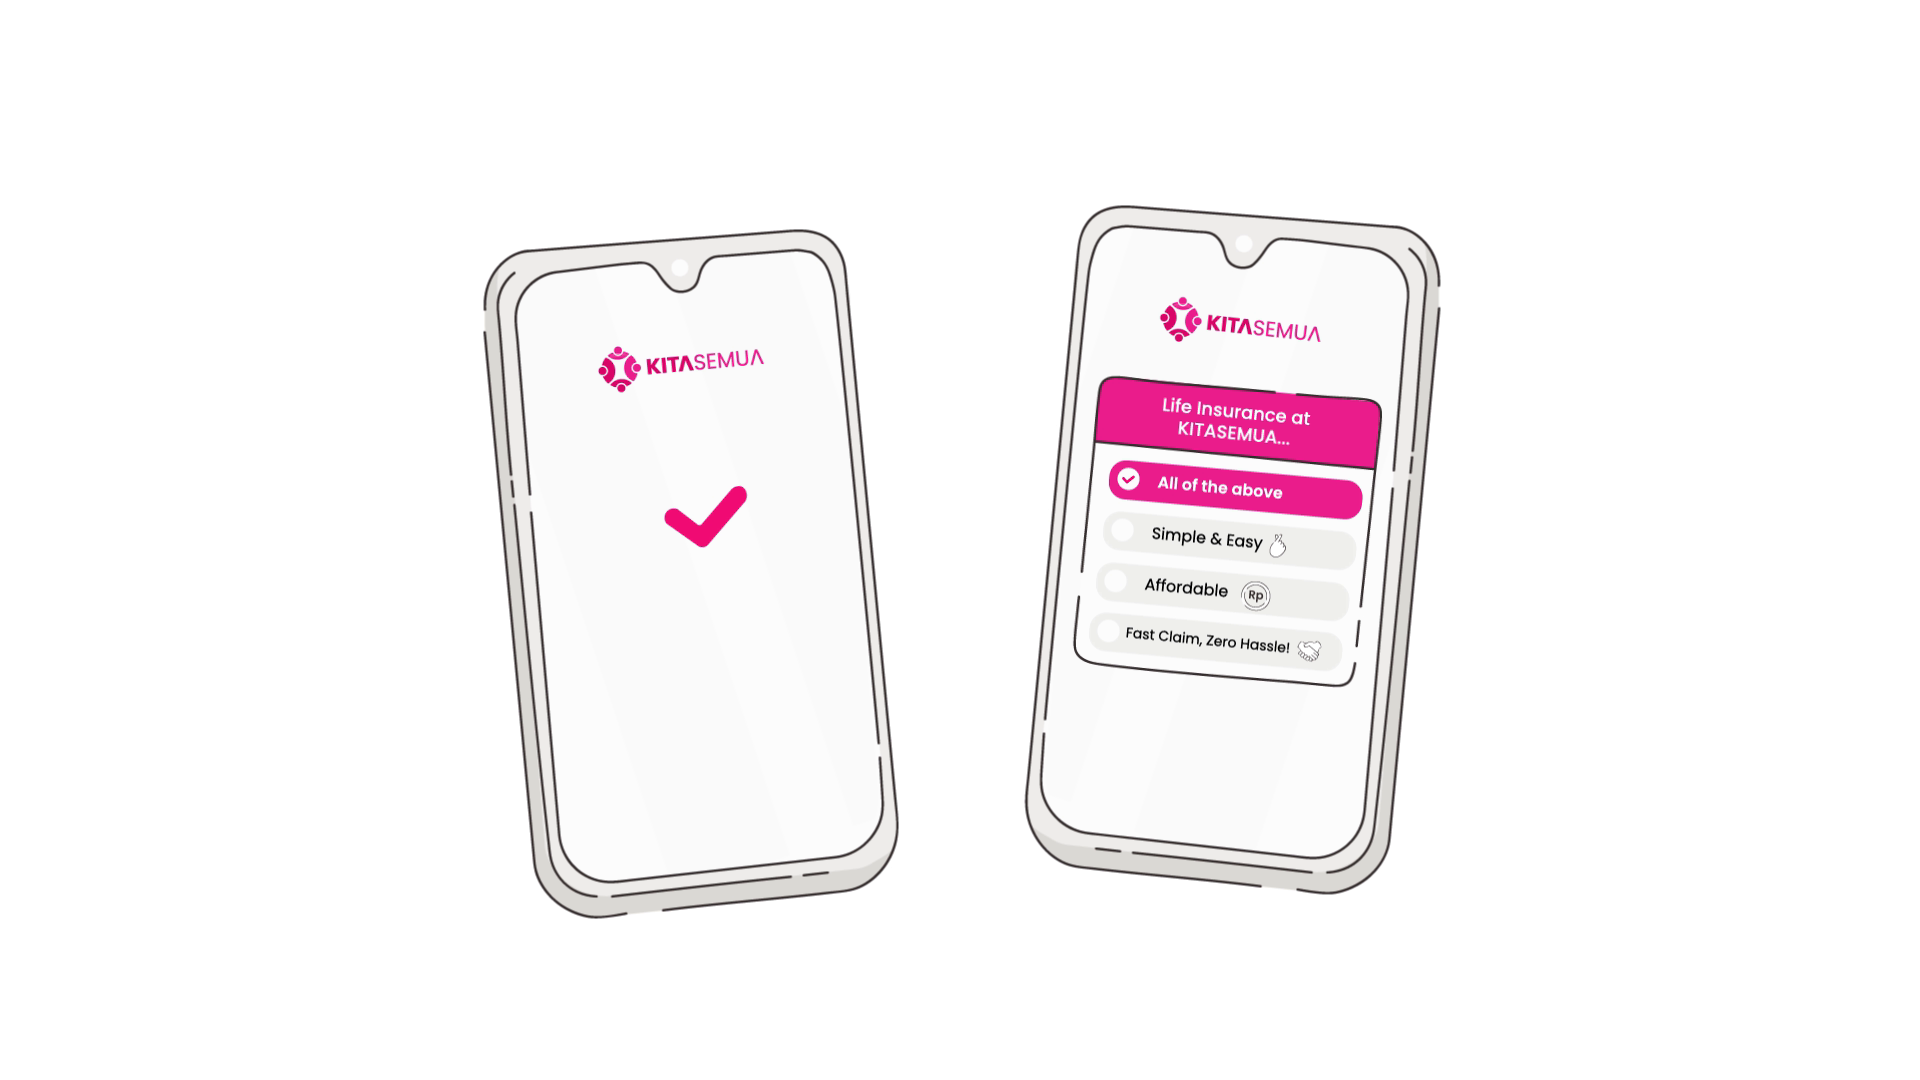 KITASEMUA
KITASEMUA
Life Insurance at
KITASEMUA...
All of the above
Simple & Easy
Affordable Rp
Fast Claim, Zero Hassle!